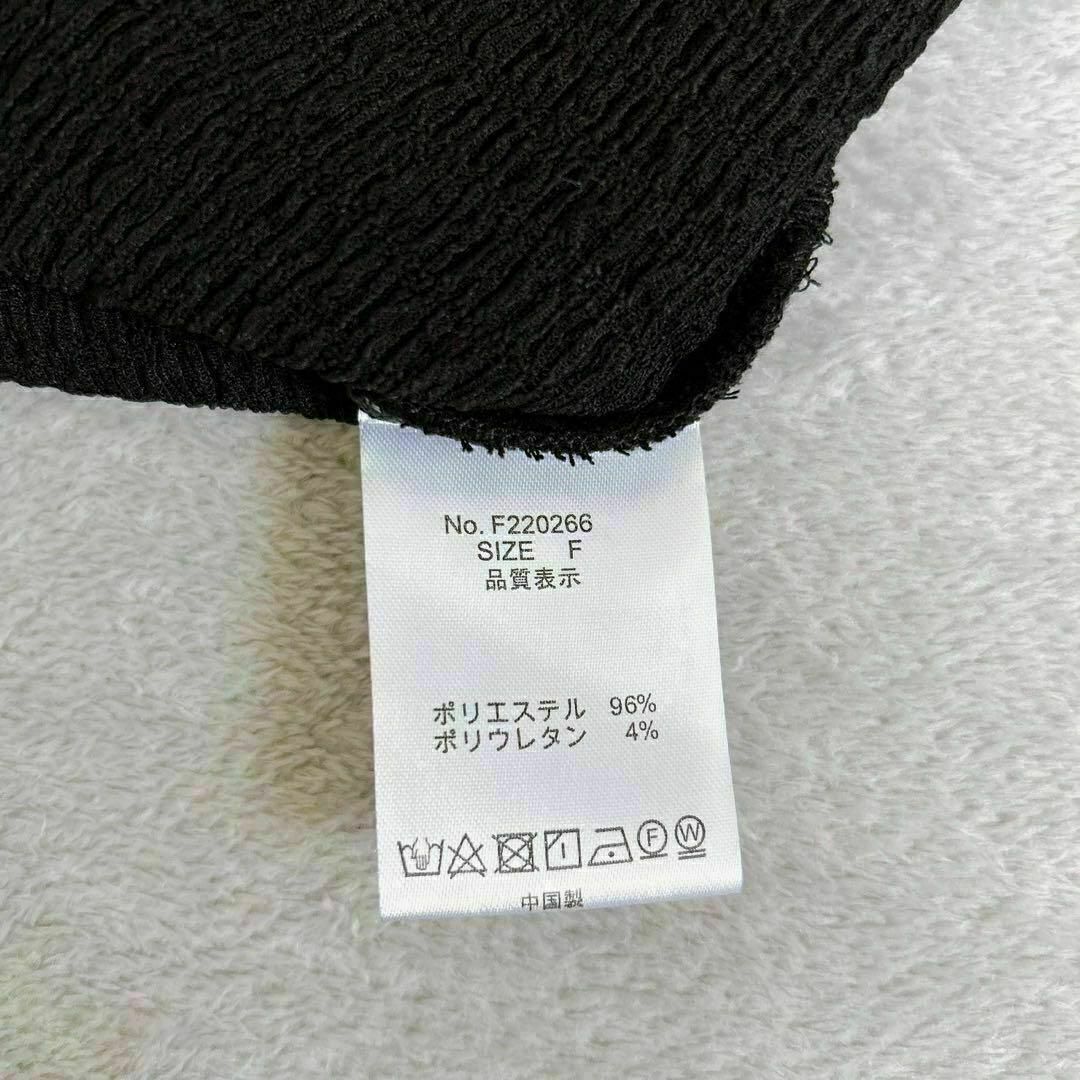 No. F220266
SIZE F
品質表示
ポリエステル 96%
ポリウレタン 4%
F W
中国製